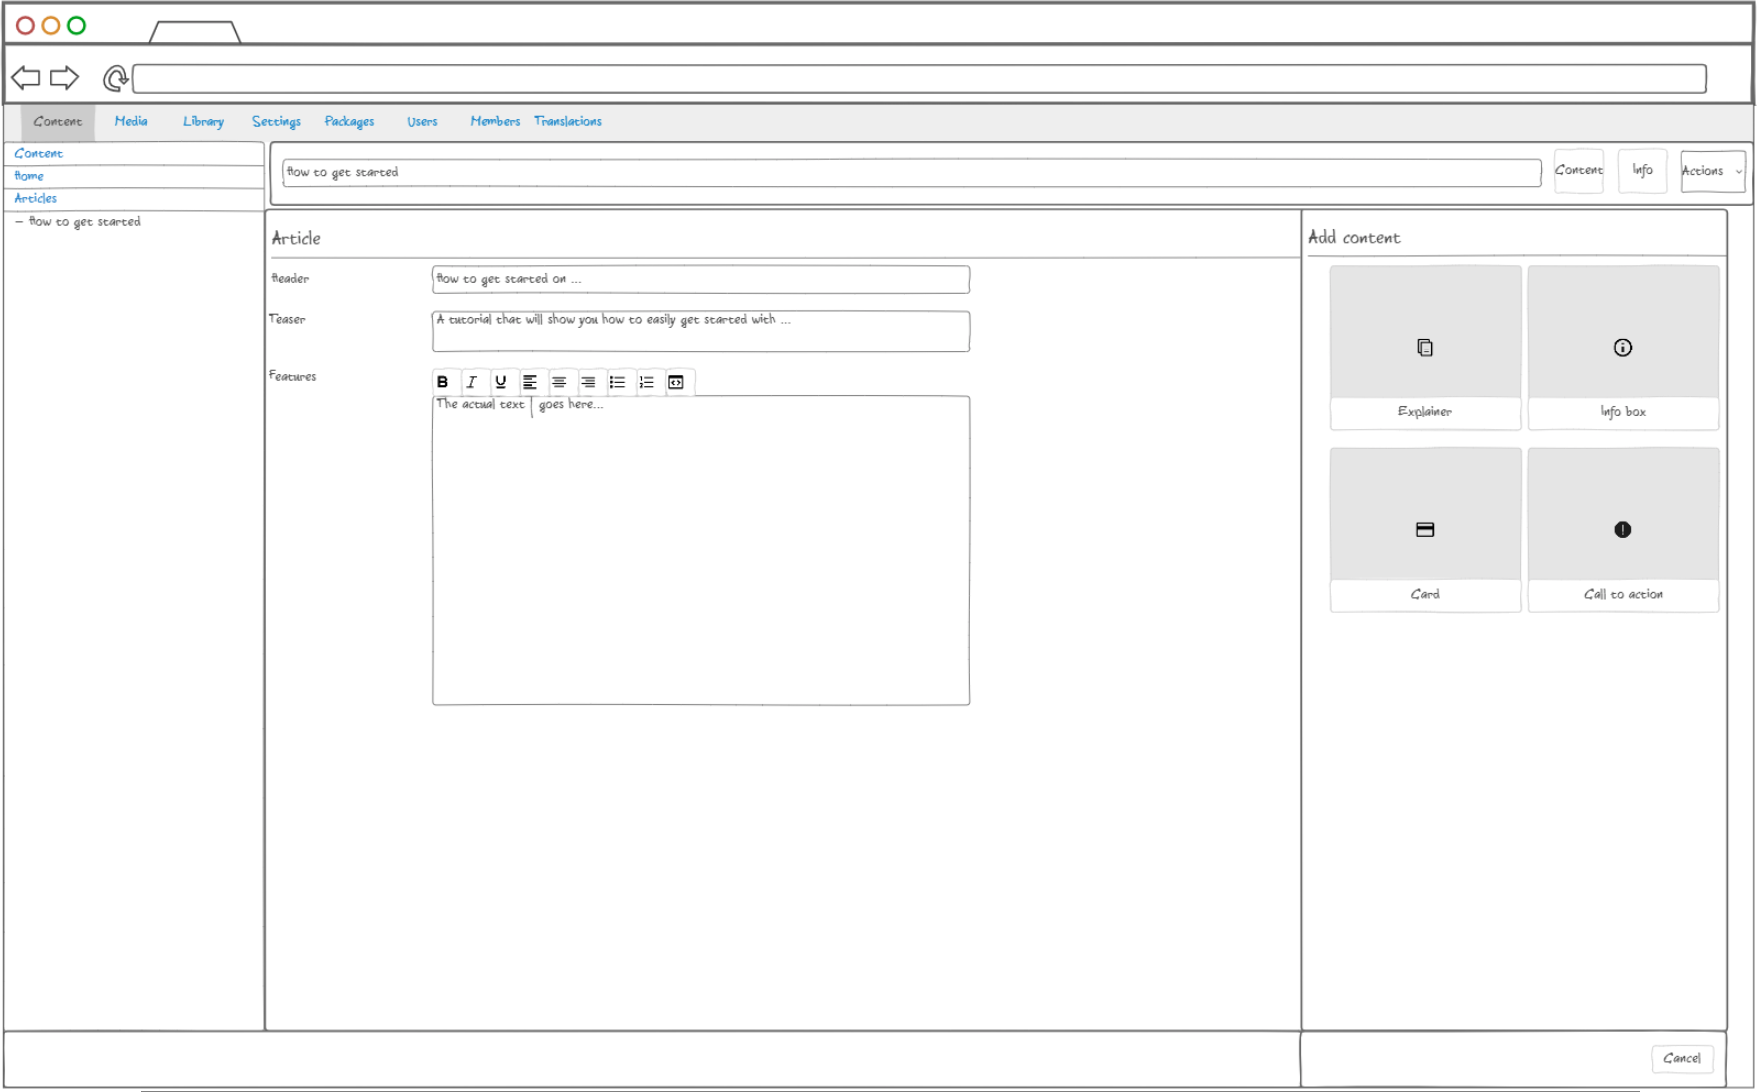 Content Media Library Settings Packages Users Members Translations
Content
Home
Articles
– How to get started
How to get started
Content
Info
Actions
Article
Header
How to get started on ...
Teaser
A tutorial that will show you how to easily get started with ...
Features
B I U
The actual text | goes here...
Add content
Explainer
Info box
Card
Call to action
Cancel